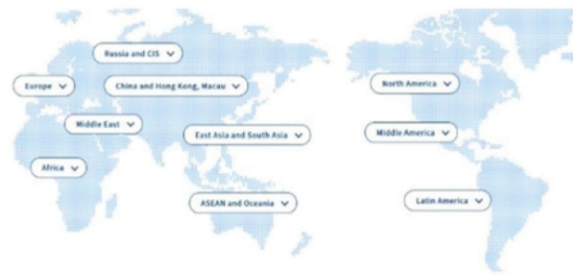 Russia and CIS
Europe
China and Hong Kong, Macau
North America
Middle East
East Asia and South Asia
Middle America
Africa
ASEAN and Oceania
Latin America